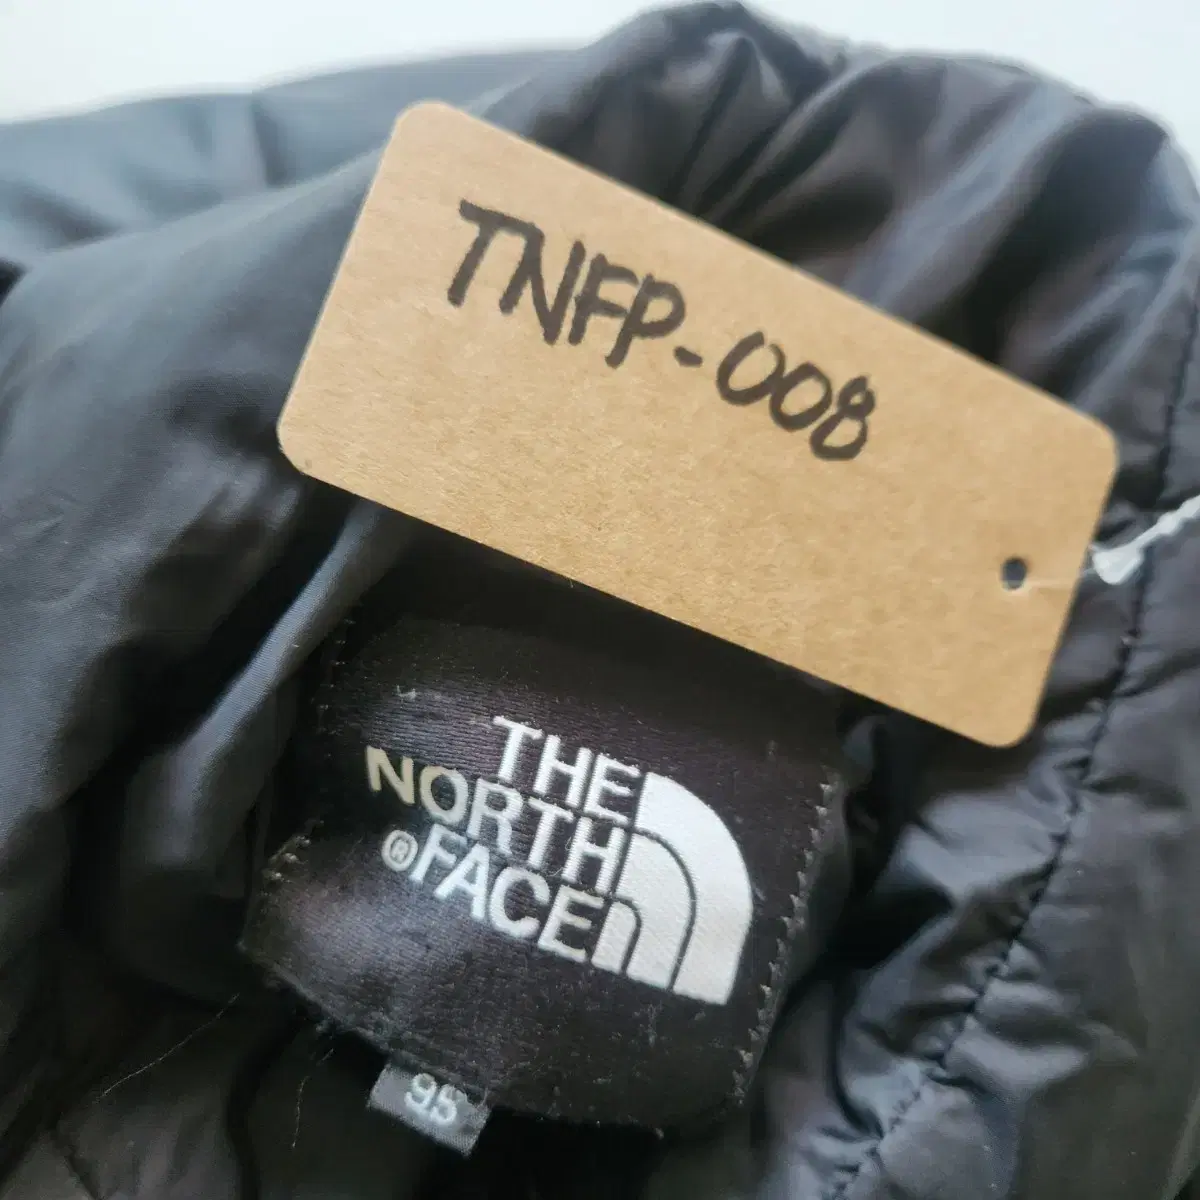 TNFP-008
THE
NORTH
®FACE
95